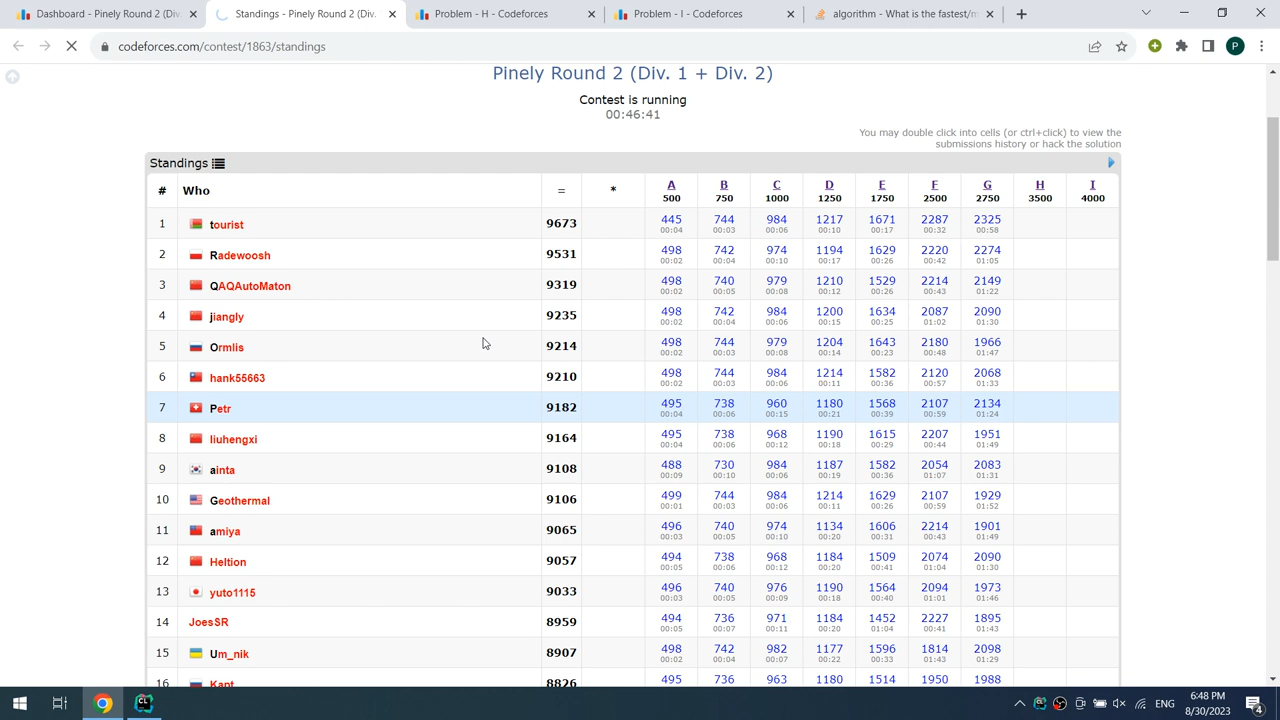 Dashboard - Pinely Round 2 (Div. Standings - Pinely Round 2 (Div. Problem - H - Codeforces Problem - I - Codeforces algorithm - What is the fastest/m
codeforces.com/contest/1863/standings P
Pinely Round 2 (Div. 1 + Div. 2)
Contest is running
00:46:41
You may double click into cells (or ctrl+click) to view the
submissions history or hack the solution
Standings
# Who = * A B C D E F G H I
500 750 1000 1250 1750 2500 2750 3500 4000
1 tourist 9673 445 744 984 1217 1671 2287 2325
00:04 00:03 00:06 00:10 00:17 00:32 00:58
2 Radewoosh 9531 498 742 974 1194 1629 2220 2274
00:02 00:04 00:10 00:17 00:26 00:42 01:05
3 QAQAutoMaton 9319 498 740 979 1210 1529 2214 2149
00:02 00:05 00:08 00:12 00:26 00:43 01:22
4 jiangly 9235 498 742 984 1200 1634 2087 2090
00:02 00:04 00:06 00:15 00:25 01:02 01:30
5 Ormlis 9214 498 744 979 1204 1643 2180 1966
00:02 00:03 00:08 00:14 00:23 00:48 01:47
6 hank55663 9210 498 744 984 1214 1582 2120 2068
00:02 00:03 00:06 00:11 00:36 00:57 01:33
7 Petr 9182 495 738 960 1180 1568 2107 2134
00:04 00:06 00:15 00:21 00:39 00:59 01:24
8 liuhengxi 9164 495 738 968 1190 1615 2207 1951
00:04 00:06 00:12 00:18 00:29 00:44 01:49
9 ainta 9108 488 730 984 1187 1582 2054 2083
00:09 00:10 00:06 00:19 00:36 01:07 01:31
10 Geothermal 9106 499 744 984 1214 1629 2107 1929
00:01 00:03 00:06 00:11 00:26 00:59 01:52
11 amiya 9065 496 740 974 1134 1606 2214 1901
00:03 00:05 00:10 00:20 00:31 00:43 01:49
12 Heltion 9057 494 738 968 1184 1509 2074 2090
00:05 00:06 00:12 00:20 00:41 01:04 01:30
13 yuto1115 9033 496 740 976 1190 1564 2094 1973
00:03 00:05 00:09 00:18 00:40 01:01 01:46
14 JoesSR 8959 494 736 971 1184 1452 2227 1895
00:05 00:07 00:11 00:20 01:04 00:41 01:43
15 Um_nik 8907 498 742 982 1177 1596 1814 2098
00:02 00:04 00:07 00:22 00:33 01:43 01:29
16 Kapt 8826 495 736 963 1180 1514 1950 1988
ENG 6:48 PM
8/30/2023 4